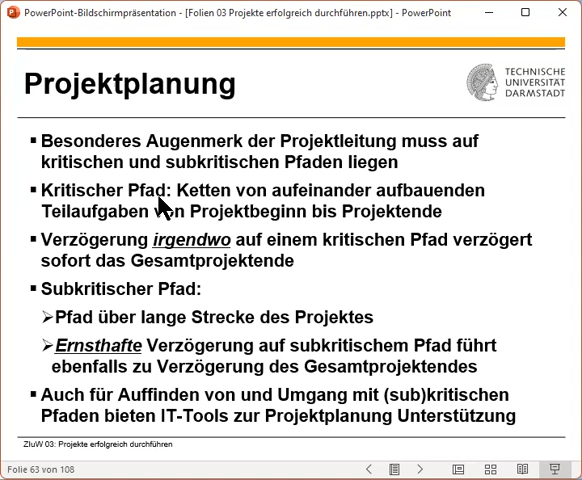 PowerPoint-Bildschirmpräsentation - [Folien 03 Projekte erfolgreich durchführen.pptx] - PowerPoint
Projektplanung
TECHNISCHE
UNIVERSITÄT
DARMSTADT
▪ Besonderes Augenmerk der Projektleitung muss auf
kritischen und subkritischen Pfaden liegen
▪ Kritischer Pfad: Ketten von aufeinander aufbauenden
Teilaufgaben von Projektbeginn bis Projektende
▪ Verzögerung irgendwo auf einem kritischen Pfad verzögert
sofort das Gesamtprojektende
▪ Subkritischer Pfad:
➢Pfad über lange Strecke des Projektes
➢Ernsthafte Verzögerung auf subkritischem Pfad führt
ebenfalls zu Verzögerung des Gesamtprojektendes
▪ Auch für Auffinden von und Umgang mit (sub)kritischen
Pfaden bieten IT-Tools zur Projektplanung Unterstützung
ZIuW 03: Projekte erfolgreich durchführen
Folie 63 von 108